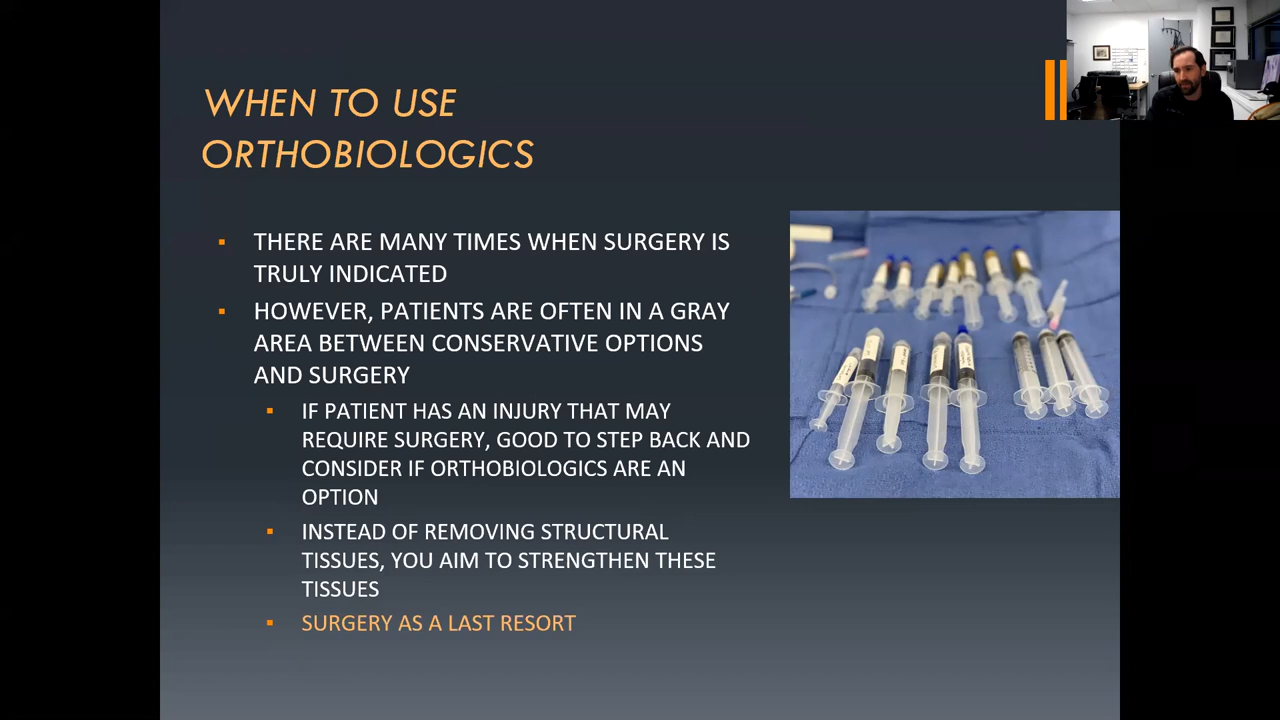 WHEN TO USE
ORTHOBIOLOGICS
THERE ARE MANY TIMES WHEN SURGERY IS
TRULY INDICATED
HOWEVER, PATIENTS ARE OFTEN IN A GRAY
AREA BETWEEN CONSERVATIVE OPTIONS
AND SURGERY
IF PATIENT HAS AN INJURY THAT MAY
REQUIRE SURGERY, GOOD TO STEP BACK AND
CONSIDER IF ORTHOBIOLOGICS ARE AN
OPTION
INSTEAD OF REMOVING STRUCTURAL
TISSUES, YOU AIM TO STRENGTHEN THESE
TISSUES
SURGERY AS A LAST RESORT